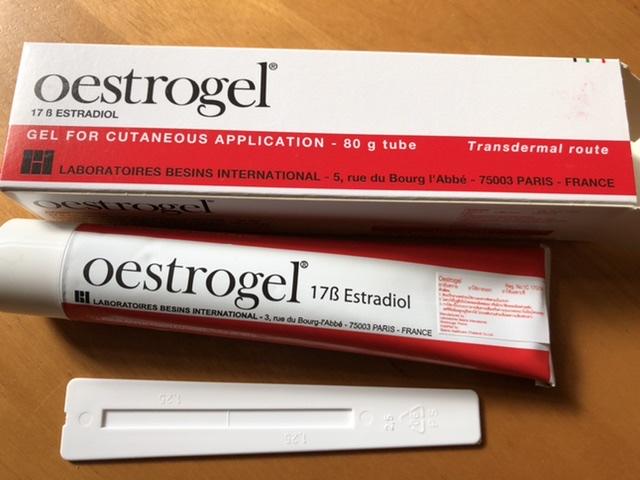 oestrogel®
17 ß ESTRADIOL
GEL FOR CUTANEOUS APPLICATION - 80 g tube
Transdermal route
LABORATOIRES BESINS INTERNATIONAL - 5, rue du Bourg l'Abbé - 75003 PARIS - FRANCE
oestrogel
oestrogel® 17ß Estradiol
LABORATOIRES BESINS INTERNATIONAL - 3, rue du Bourg-l'Abbé - 75003 PARIS - FRANCE
Oestrogel
1.25
1.25
2.5
PS